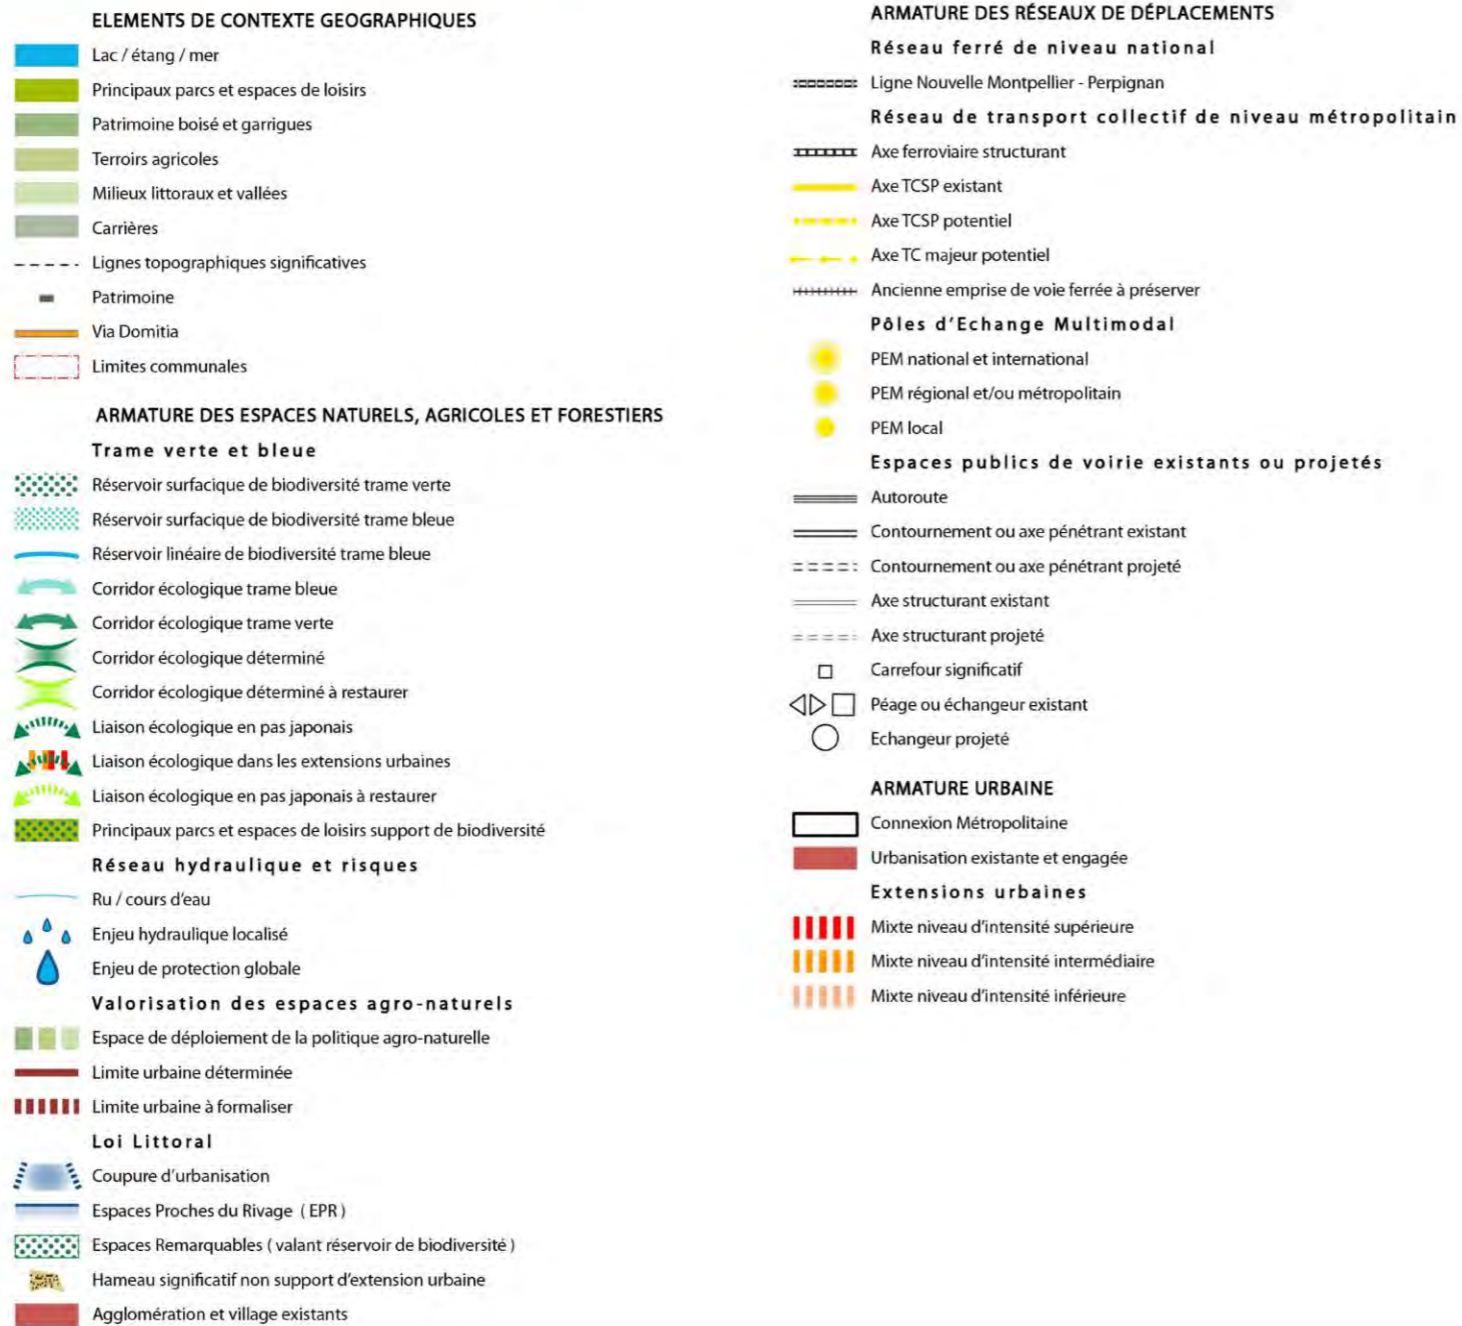 ELEMENTS DE CONTEXTE GEOGRAPHIQUES
Lac / étang / mer
Principaux parcs et espaces de loisirs
Patrimoine boisé et garrigues
Terroirs agricoles
Milieux littoraux et vallées
Carrières
Lignes topographiques significatives
Patrimoine
Via Domitia
Limites communales
ARMATURE DES ESPACES NATURELS, AGRICOLES ET FORESTIERS
Trame verte et bleue
Réservoir surfacique de biodiversité trame verte
Réservoir surfacique de biodiversité trame bleue
Réservoir linéaire de biodiversité trame bleue
Corridor écologique trame bleue
Corridor écologique trame verte
Corridor écologique déterminé
Corridor écologique déterminé à restaurer
Liaison écologique en pas japonais
Liaison écologique dans les extensions urbaines
Liaison écologique en pas japonais à restaurer
Principaux parcs et espaces de loisirs support de biodiversité
Réseau hydraulique et risques
Ru / cours d'eau
Enjeu hydraulique localisé
Enjeu de protection globale
Valorisation des espaces agro-naturels
Espace de déploiement de la politique agro-naturelle
Limite urbaine déterminée
Limite urbaine à formaliser
Loi Littoral
Coupure d'urbanisation
Espaces Proches du Rivage ( EPR )
Espaces Remarquables ( valant réservoir de biodiversité )
Hameau significatif non support d'extension urbaine
Agglomération et village existants
ARMATURE DES RÉSEAUX DE DÉPLACEMENTS
Réseau ferré de niveau national
Ligne Nouvelle Montpellier - Perpignan
Réseau de transport collectif de niveau métropolitain
Axe ferroviaire structurant
Axe TCSP existant
Axe TCSP potentiel
Axe TC majeur potentiel
Ancienne emprise de voie ferrée à préserver
Pôles d'Echange Multimodal
PEM national et international
PEM régional et/ou métropolitain
PEM local
Espaces publics de voirie existants ou projetés
Autoroute
Contournement ou axe pénétrant existant
Contournement ou axe pénétrant projeté
Axe structurant existant
Axe structurant projeté
Carrefour significatif
Péage ou échangeur existant
Echangeur projeté
ARMATURE URBAINE
Connexion Métropolitaine
Urbanisation existante et engagée
Extensions urbaines
Mixte niveau d'intensité supérieure
Mixte niveau d'intensité intermédiaire
Mixte niveau d'intensité inférieure